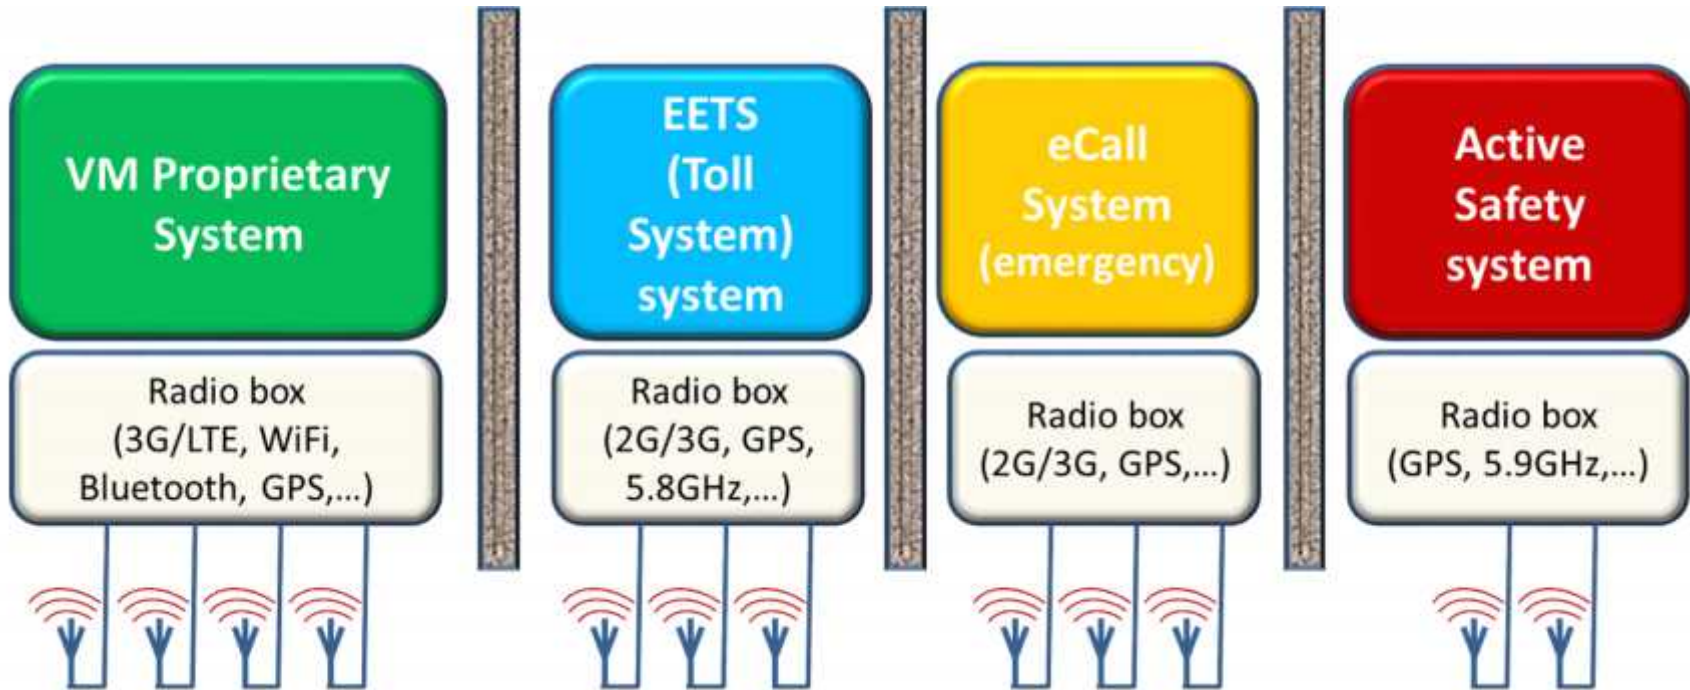 VM Proprietary
System
EETS
(Toll
System)
system
eCall
System
(emergency)
Active
Safety
system
Radio box
(3G/LTE, WiFi,
Bluetooth, GPS,...)
Radio box
(2G/3G, GPS,
5.8GHz,...)
Radio box
(2G/3G, GPS,...)
Radio box
(GPS, 5.9GHz,...)